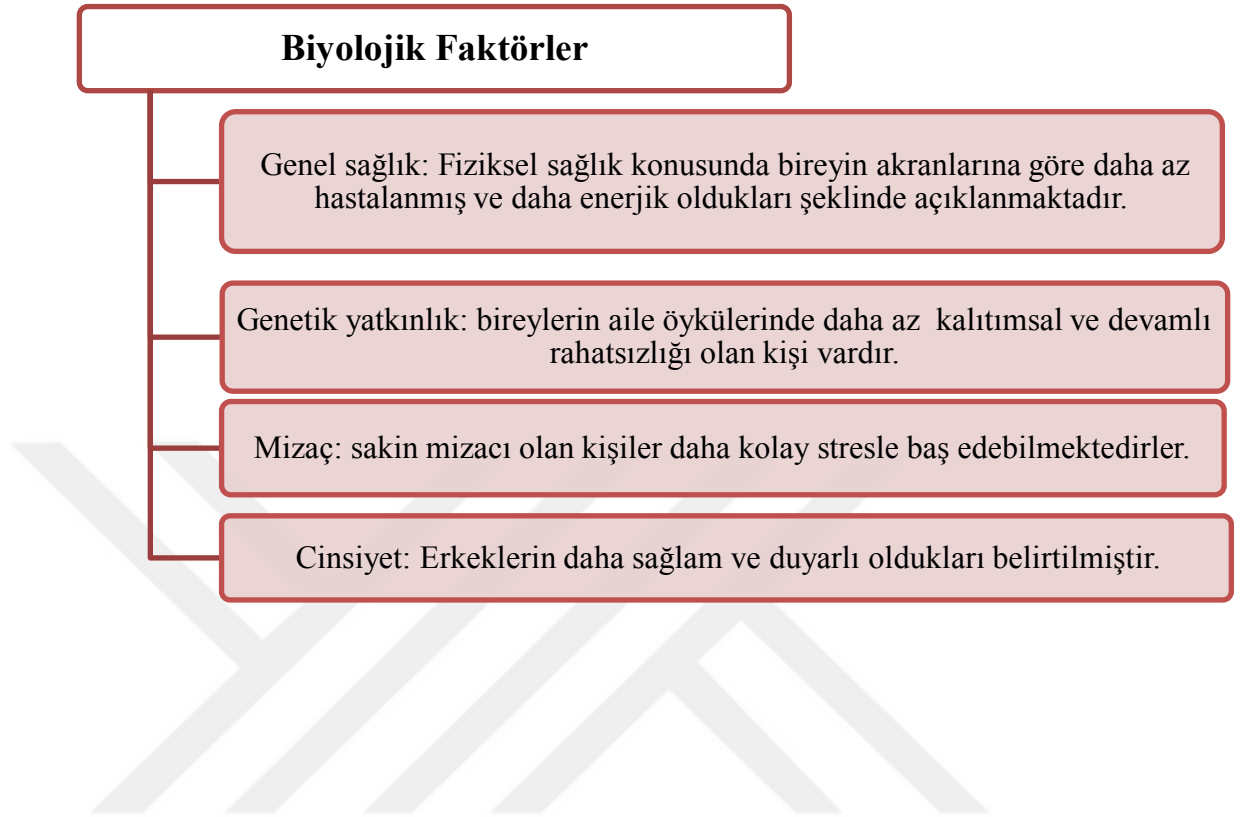 Biyolojik Faktörler
Genel sağlık: Fiziksel sağlık konusunda bireyin akranlarına göre daha az
hastalanmış ve daha enerjik oldukları şeklinde açıklanmaktadır.
Genetik yatkınlık: bireylerin aile öykülerinde daha az  kalıtımsal ve devamlı
rahatsızlığı olan kişi vardır.
Mizaç: sakin mizacı olan kişiler daha kolay stresle baş edebilmektedirler.
Cinsiyet: Erkeklerin daha sağlam ve duyarlı oldukları belirtilmiştir.